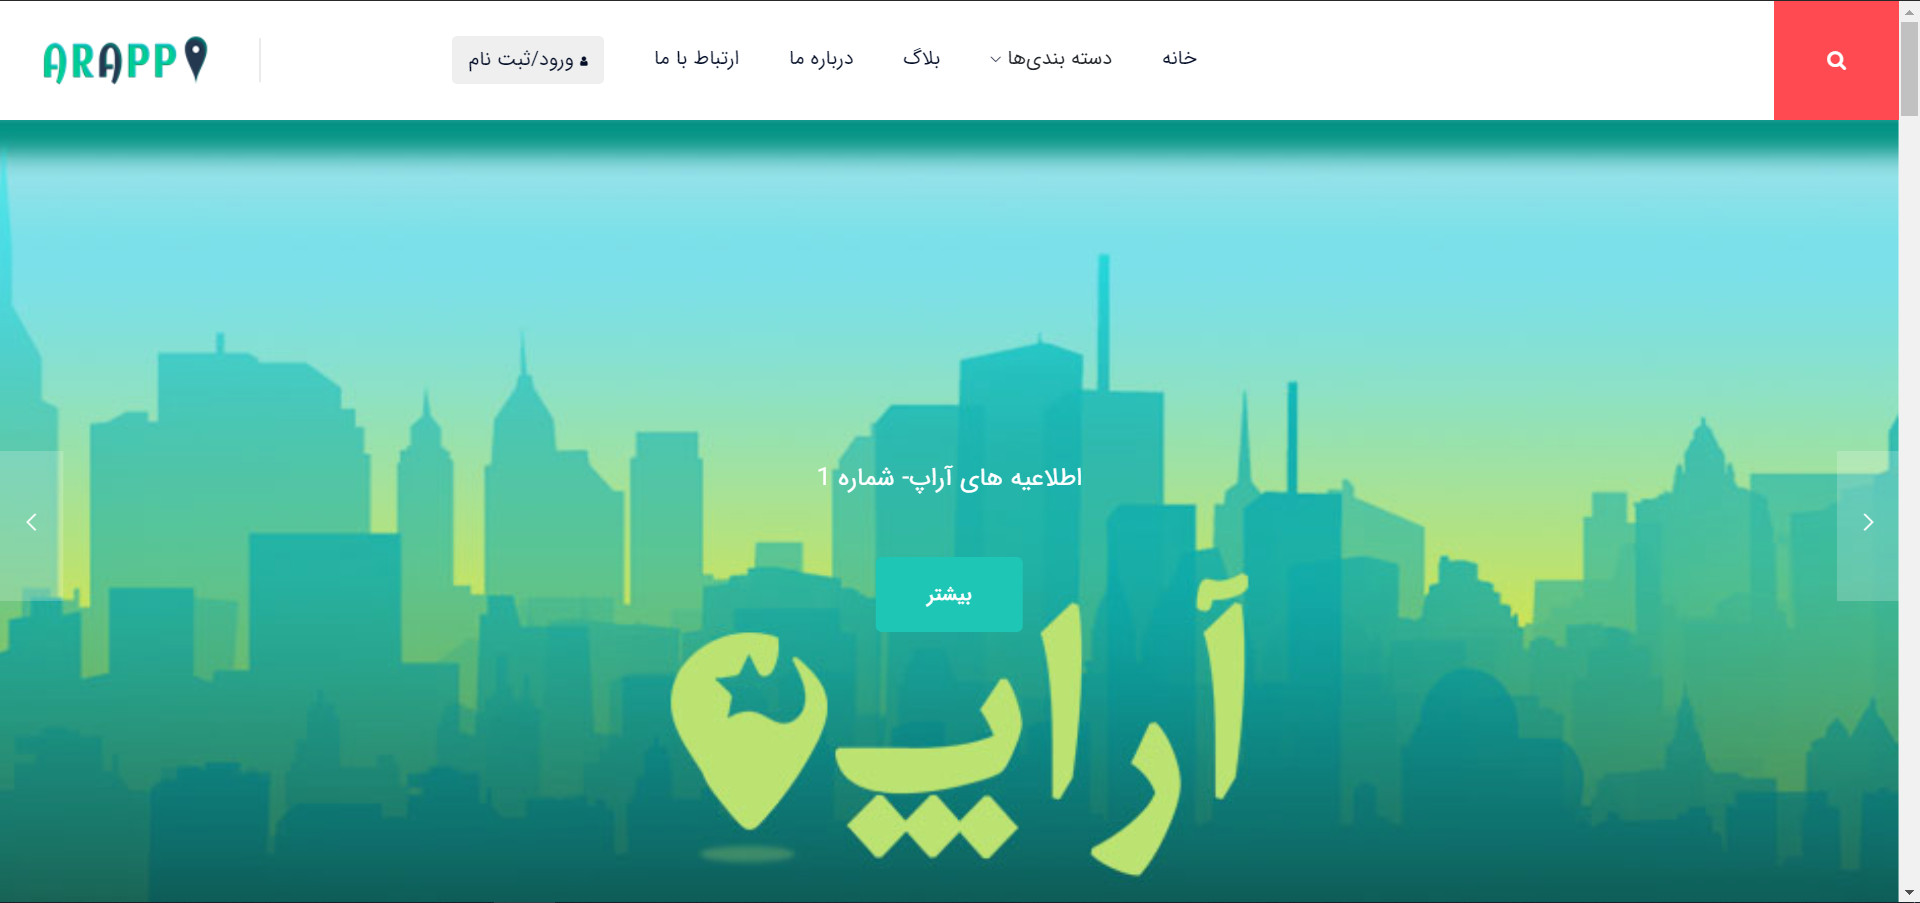 ARAPP
خانه
دسته بندی‌ها
بلاگ
درباره ما
ارتباط با ما
ورود/ثبت نام
اطلاعیه های آراپ- شماره 1
بیشتر
آراپ